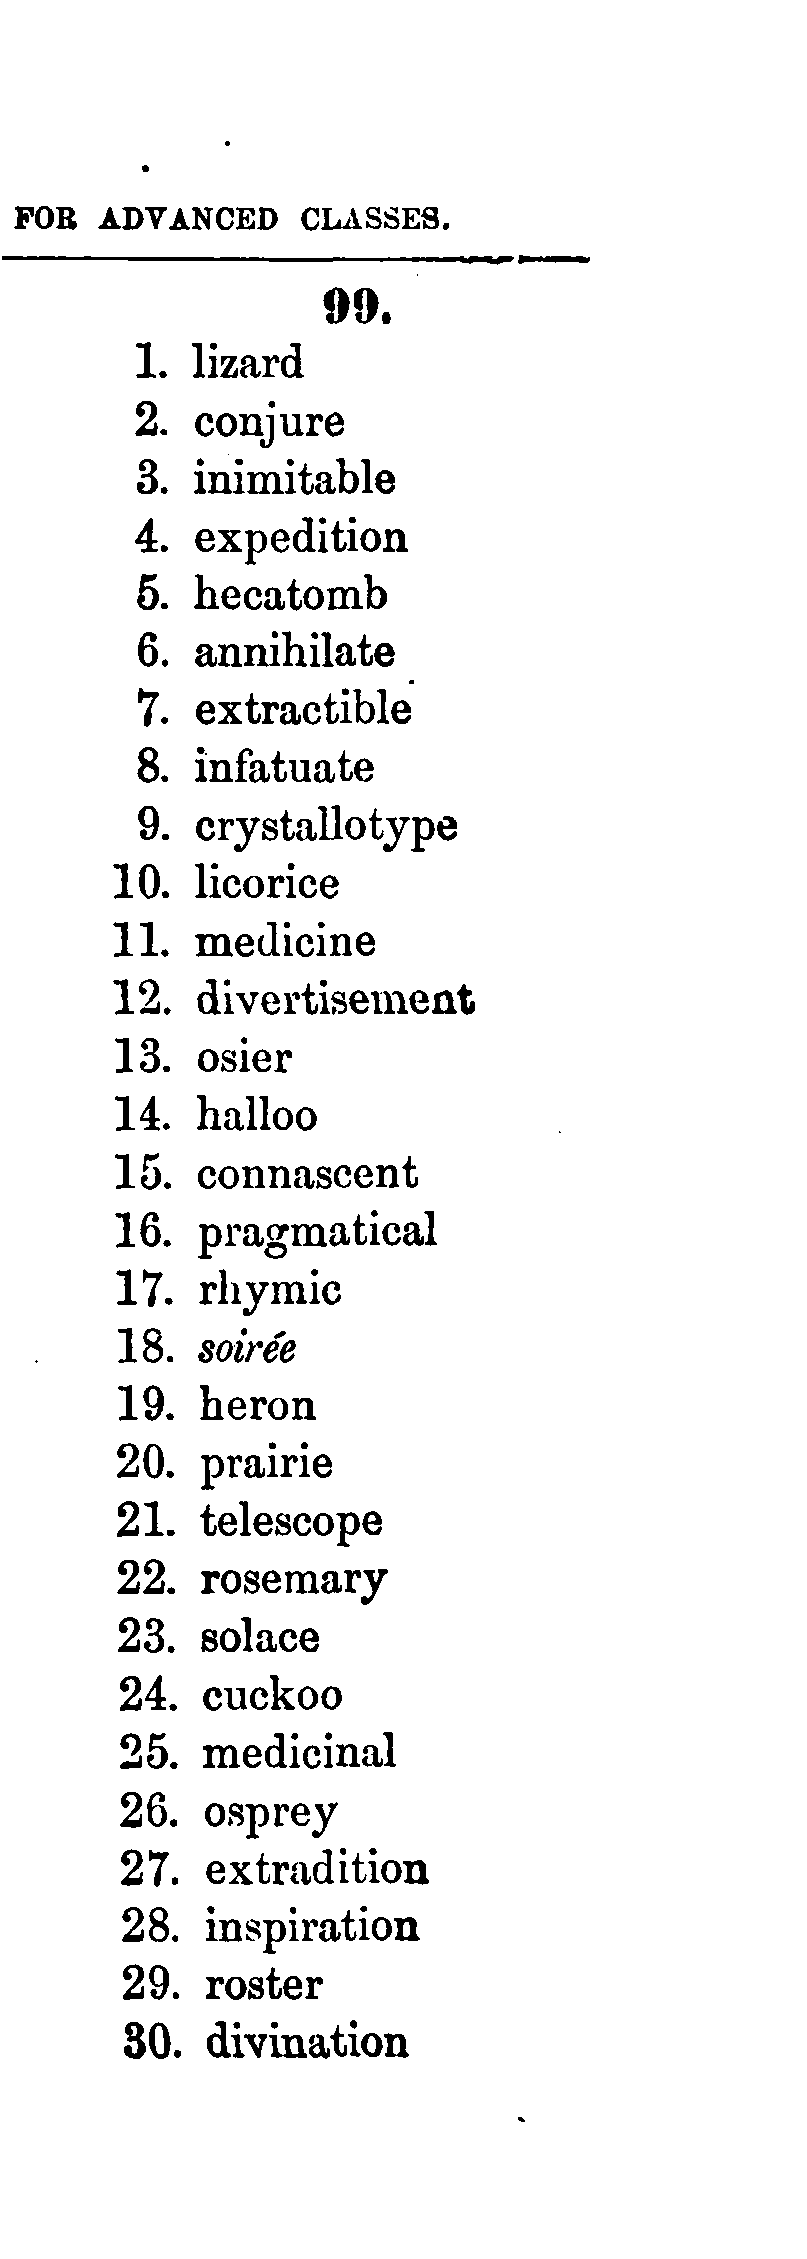 FOR ADVANCED CLASSES.
99.
1. lizard
2. conjure
3. inimitable
4. expedition
5. hecatomb
6. annihilate
7. extractible
8. infatuate
9. crystallotype
10. licorice
11. medicine
12. divertisement
13. osier
14. halloo
15. connascent
16. pragmatical
17. rhymic
18. soirée
19. heron
20. prairie
21. telescope
22. rosemary
23. solace
24. cuckoo
25. medicinal
26. osprey
27. extradition
28. inspiration
29. roster
30. divination